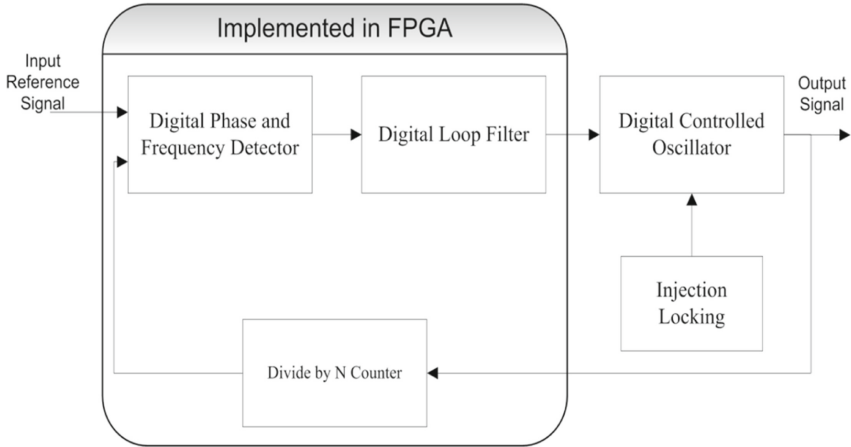 Implemented in FPGA
Input
Reference
Signal
Digital Phase and
Frequency Detector
Digital Loop Filter
Digital Controlled
Oscillator
Output
Signal
Injection
Locking
Divide by N Counter